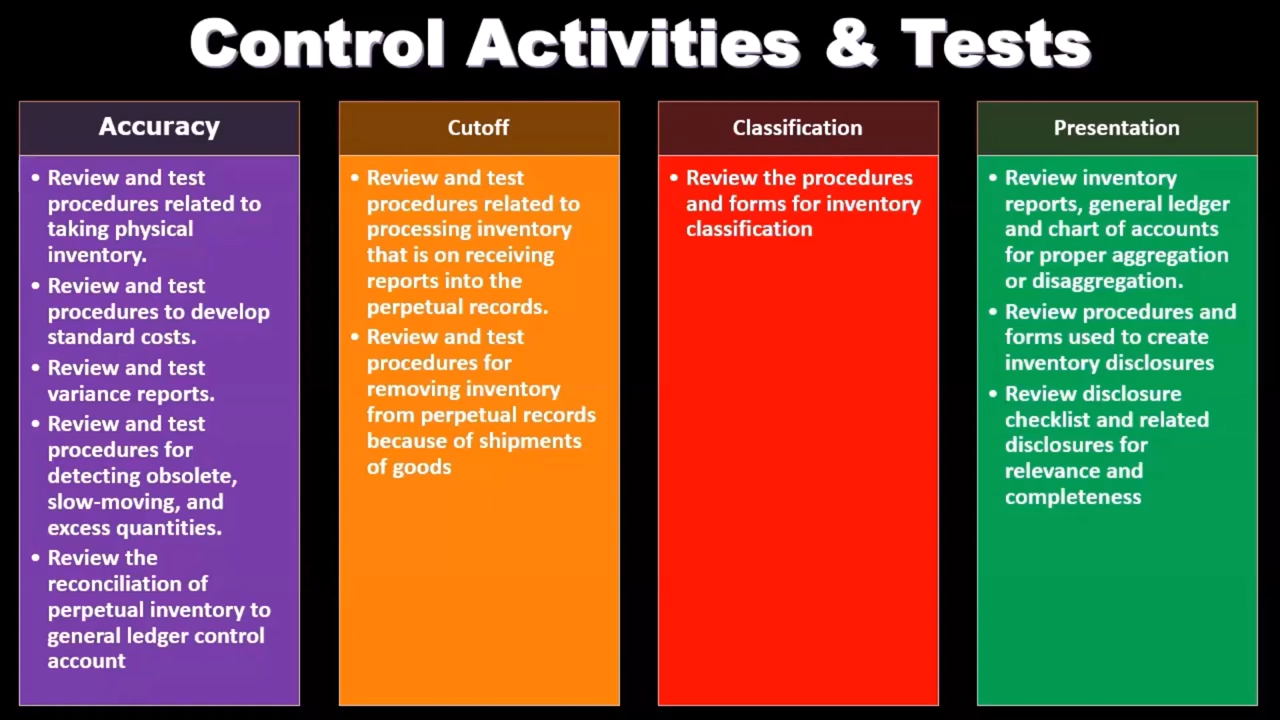 Control Activities & Tests
Accuracy
• Review and test
procedures related to
taking physical
inventory.
• Review and test
procedures to develop
standard costs.
• Review and test
variance reports.
• Review and test
procedures for
detecting obsolete,
slow-moving, and
excess quantities.
• Review the
reconciliation of
perpetual inventory to
general ledger control
account
Cutoff
• Review and test
procedures related to
processing inventory
that is on receiving
reports into the
perpetual records.
• Review and test
procedures for
removing inventory
from perpetual records
because of shipments
of goods
Classification
• Review the procedures
and forms for inventory
classification
Presentation
• Review inventory
reports, general ledger
and chart of accounts
for proper aggregation
or disaggregation.
• Review procedures and
forms used to create
inventory disclosures
• Review disclosure
checklist and related
disclosures for
relevance and
completeness